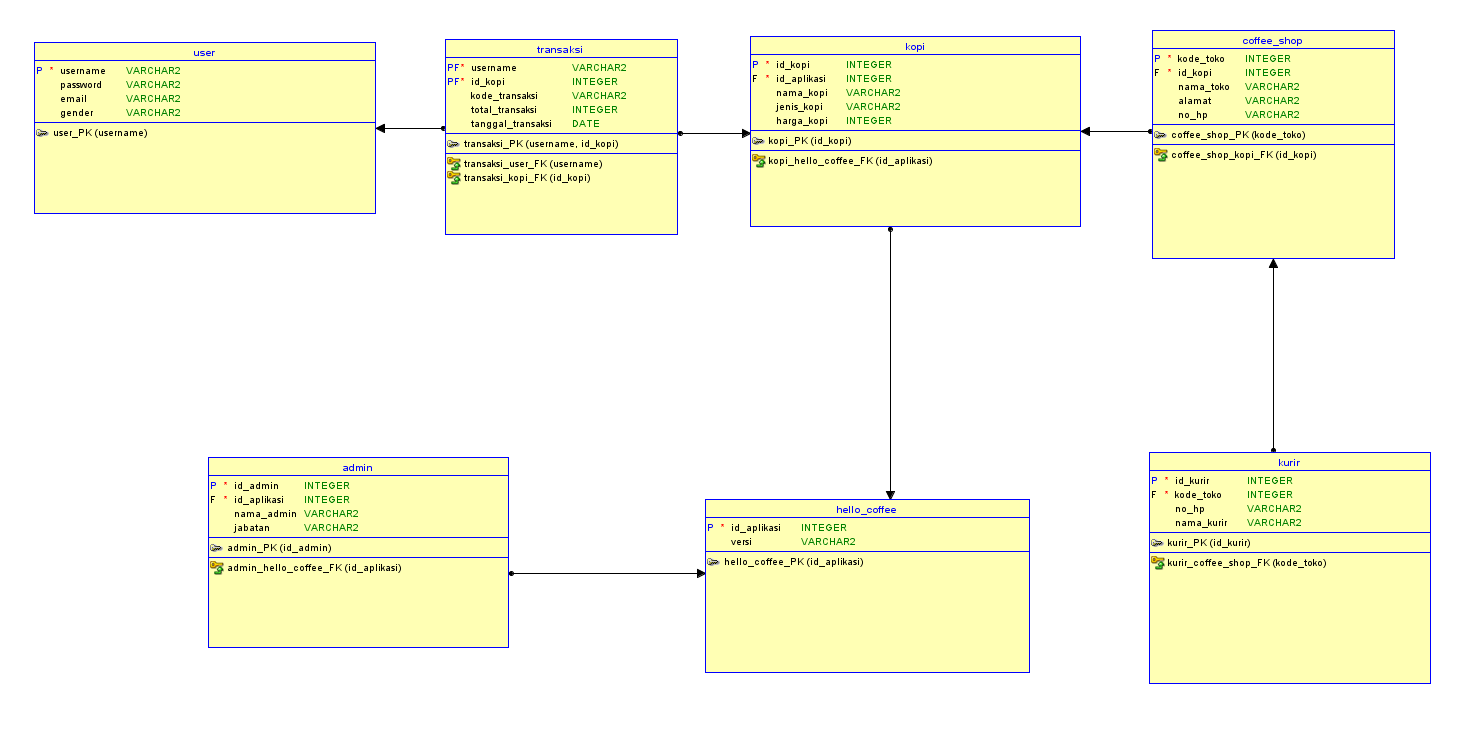 user
P * username VARCHAR2
password VARCHAR2
email VARCHAR2
gender VARCHAR2
user_PK (username)
transaksi
PF* username VARCHAR2
PF* id_kopi INTEGER
kode_transaksi VARCHAR2
total_transaksi INTEGER
tanggal_transaksi DATE
transaksi_PK (username, id_kopi)
transaksi_user_FK (username)
transaksi_kopi_FK (id_kopi)
kopi
P * id_kopi INTEGER
F * id_aplikasi INTEGER
nama_kopi VARCHAR2
jenis_kopi VARCHAR2
harga_kopi INTEGER
kopi_PK (id_kopi)
kopi_hello_coffee_FK (id_aplikasi)
coffee_shop
P * kode_toko INTEGER
F * id_kopi INTEGER
nama_toko VARCHAR2
alamat VARCHAR2
no_hp VARCHAR2
coffee_shop_PK (kode_toko)
coffee_shop_kopi_FK (id_kopi)
admin
P * id_admin INTEGER
F * id_aplikasi INTEGER
nama_admin VARCHAR2
jabatan VARCHAR2
admin_PK (id_admin)
admin_hello_coffee_FK (id_aplikasi)
hello_coffee
P * id_aplikasi INTEGER
versi VARCHAR2
hello_coffee_PK (id_aplikasi)
kurir
P * id_kurir INTEGER
F * kode_toko INTEGER
no_hp VARCHAR2
nama_kurir VARCHAR2
kurir_PK (id_kurir)
kurir_coffee_shop_FK (kode_toko)